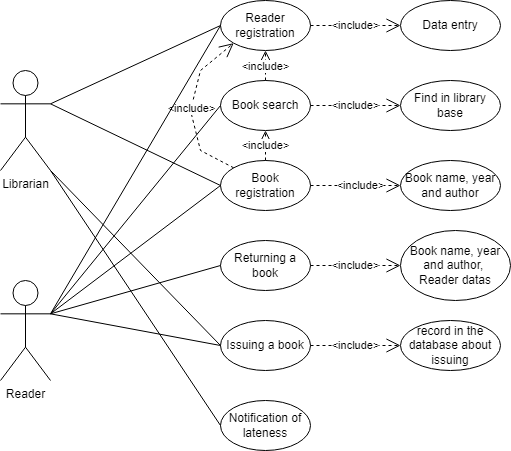 Reader
registration
<include>
Data entry
<include>
<include>
Book search
<include>
Find in library
base
<include>
Librarian
Book
registration
<include>
Book name, year
and author
Returning a
book
<include>
Book name, year
and author,
Reader datas
Reader
Issuing a book
<include>
record in the
database about
issuing
Notification of
lateness